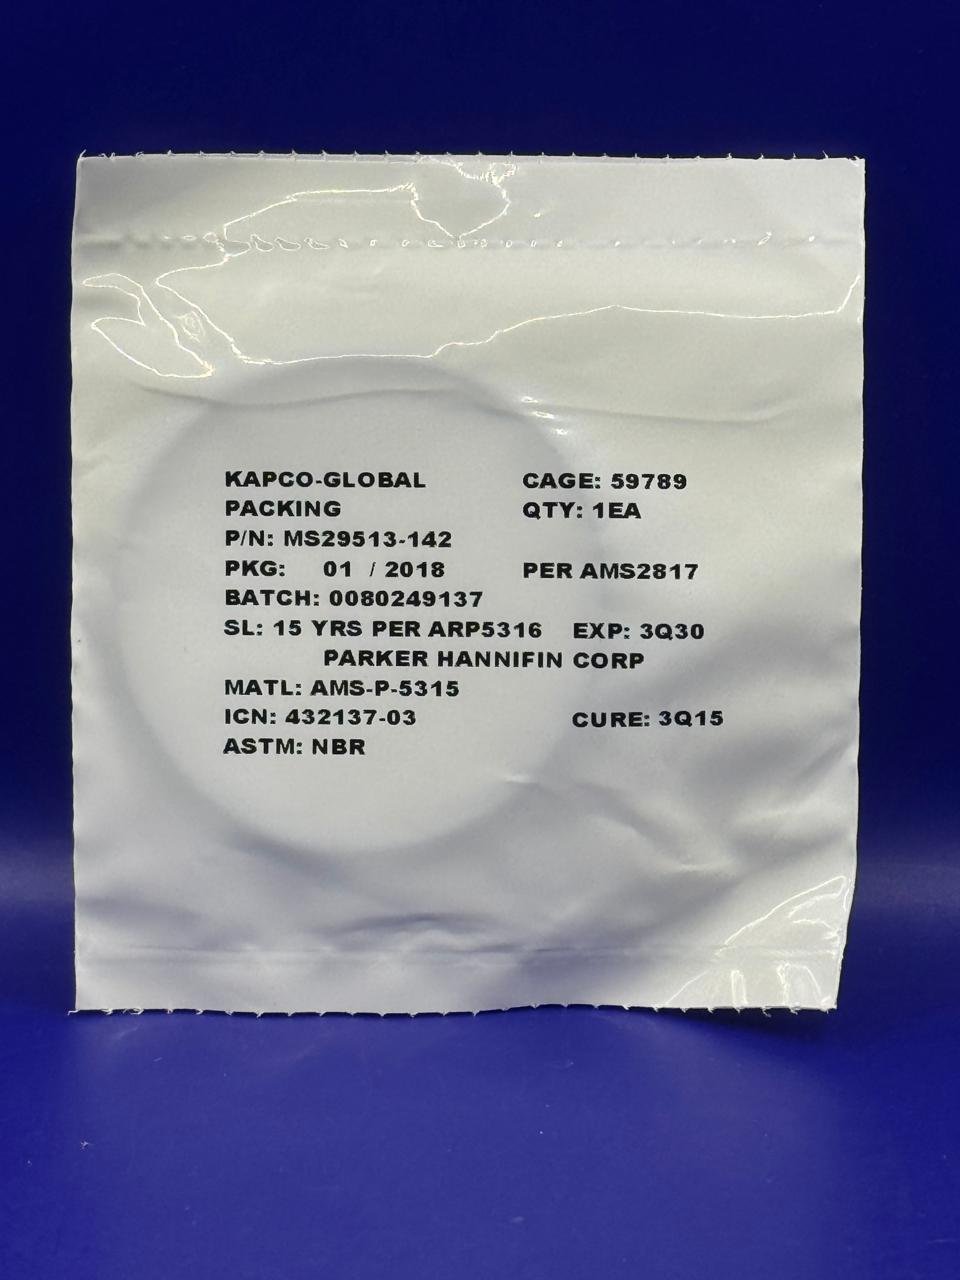 KAPCO-GLOBAL CAGE: 59789
PACKING QTY: 1EA
P/N: MS29513-142
PKG: 01 / 2018 PER AMS2817
BATCH: 0080249137
SL: 15 YRS PER ARP5316 EXP: 3Q30
PARKER HANNIFIN CORP
MATL: AMS-P-5315
ICN: 432137-03 CURE: 3Q15
ASTM: NBR